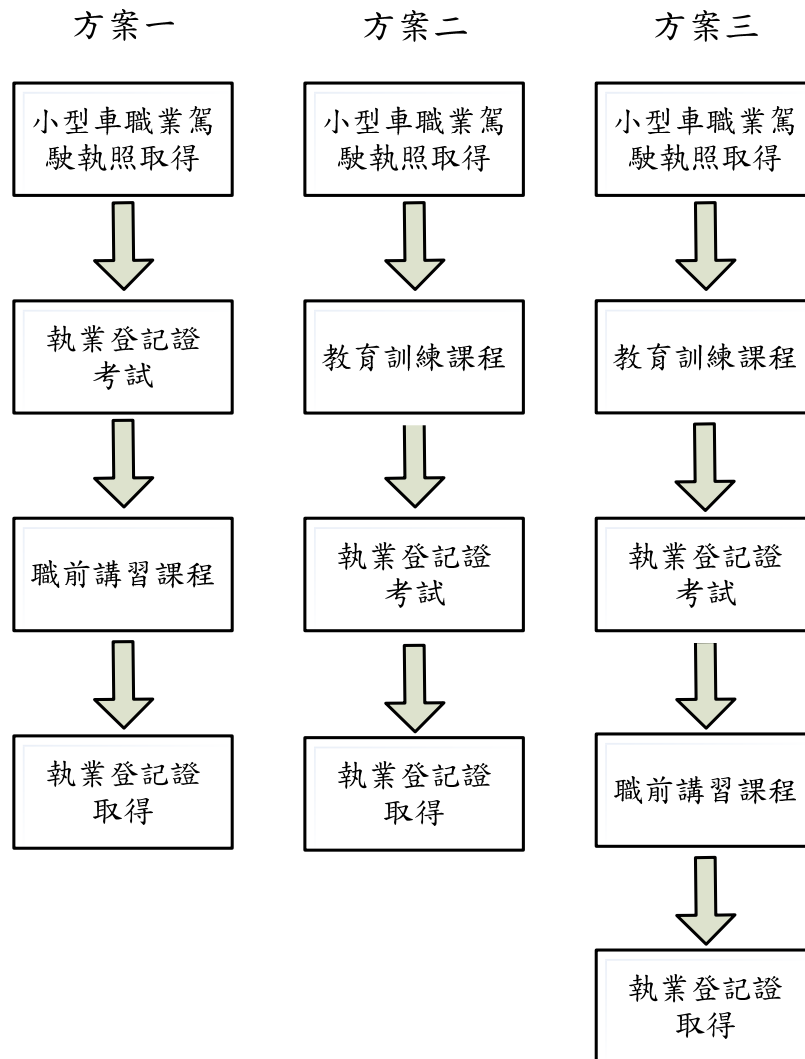 方案一
小型車職業駕
駛執照取得
執業登記證
考試
職前講習課程
執業登記證
取得
方案二
小型車職業駕
駛執照取得
教育訓練課程
執業登記證
考試
執業登記證
取得
方案三
小型車職業駕
駛執照取得
教育訓練課程
執業登記證
考試
職前講習課程
執業登記證
取得